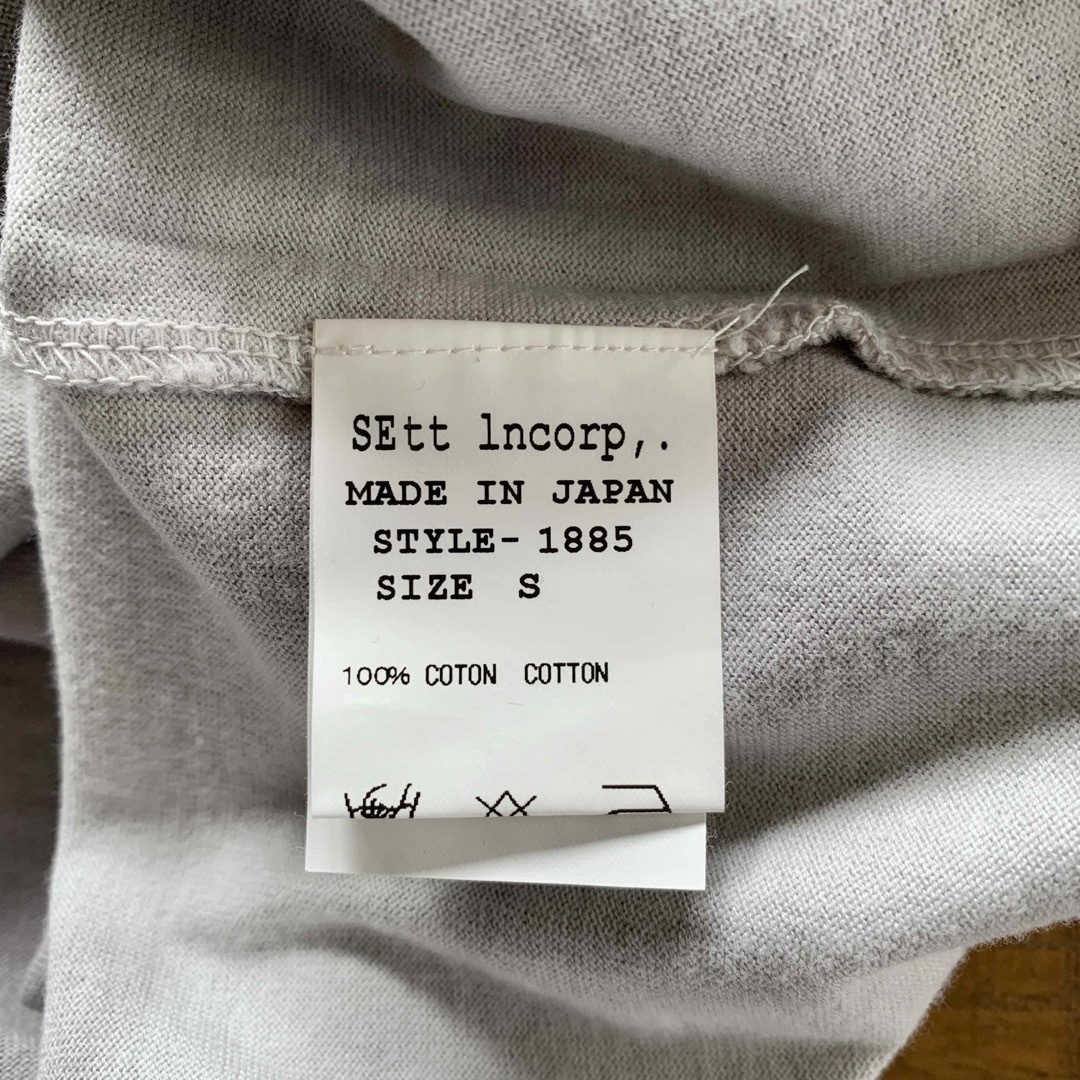 SEtt lncorp,.
MADE IN JAPAN
STYLE- 1885
SIZE S
100% COTON COTTON